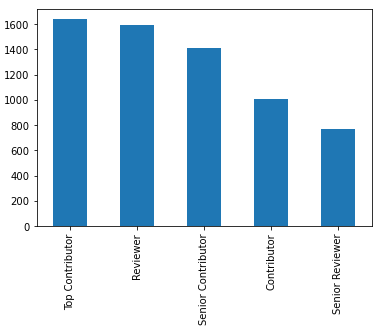 1600
1400
1200
1000
800
600
400
200
0
Top Contributor
Reviewer
Senior Contributor
Contributor
Senior Reviewer